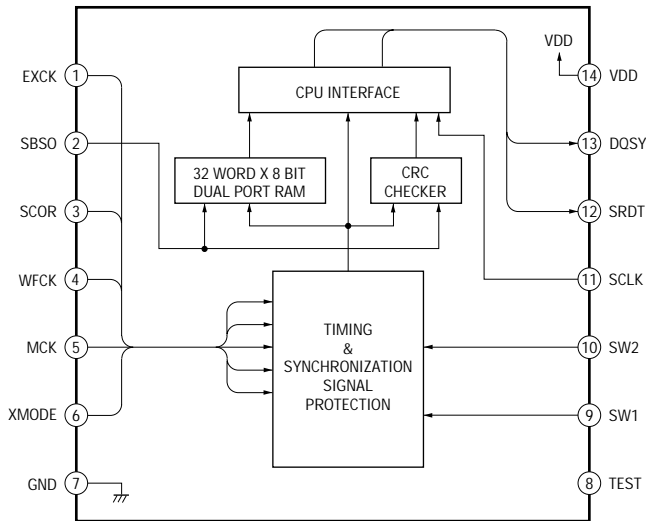 VDD
EXCK 1
14 VDD
CPU INTERFACE
SBSO 2
13 DQSY
32 WORD X 8 BIT
DUAL PORT RAM
CRC
CHECKER
SCOR 3
12 SRDT
WFCK 4
11 SCLK
TIMING
&
SYNCHRONIZATION
SIGNAL
PROTECTION
MCK 5
10 SW2
XMODE 6
9 SW1
GND 7
8 TEST